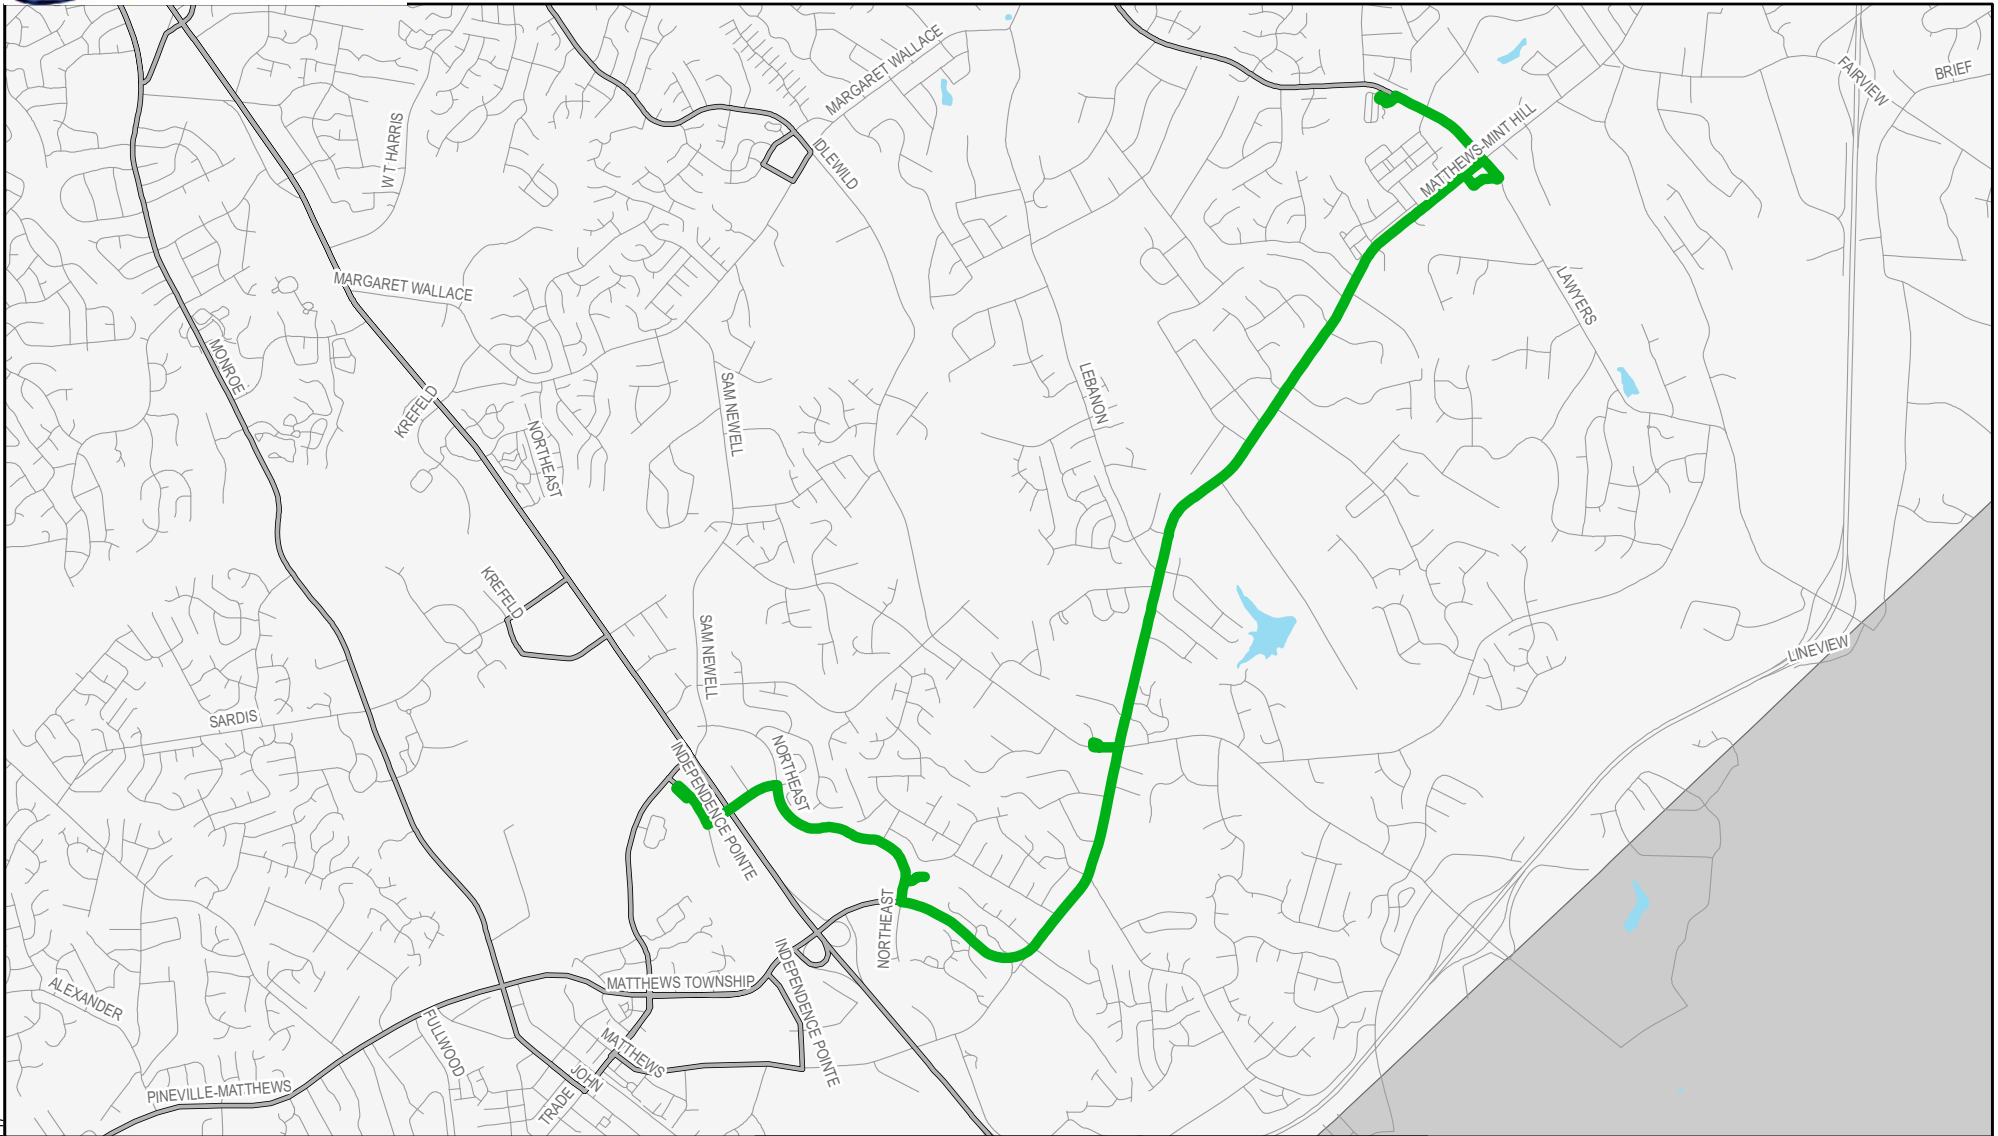 MARGARET WALLACE
FAIRVIEW
BRIEF
W T HARRIS
IDLEWILD
MATTHEWS-MINT HILL
MARGARET WALLACE
LAWYERS
MONROE
KREFELD
SAM NEWELL
LEBANON
NORTHEAST
KREFELD
SAM NEWELL
LINEVIEW
SARDIS
INDEPENDENCE POINTE
NORTHEAST
NORTHEAST
ALEXANDER
MATTHEWS TOWNSHIP
INDEPENDENCE POINTE
FULLWOOD
MATTHEWS
JOHN
TRADE
PINEVILLE-MATTHEWS